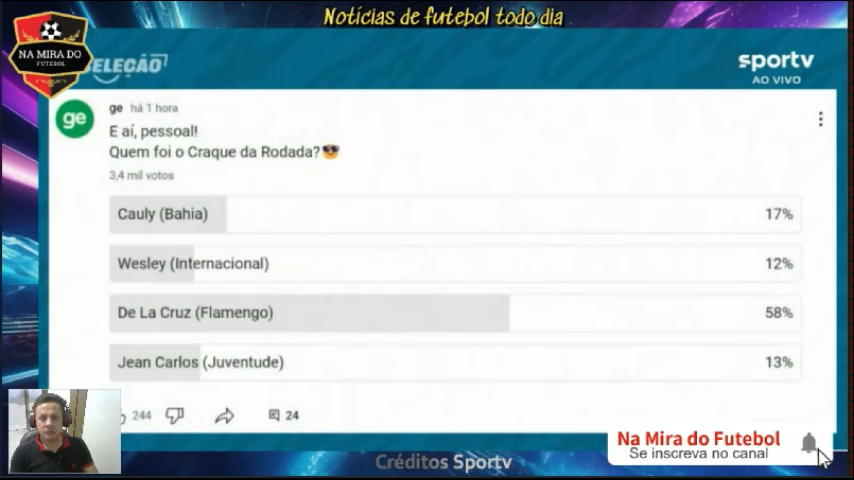 Notícias de futebol todo dia
NA MIRA DO
FUTEBOL
SELEÇÃO
sportv
AO VIVO
ge
ge há 1 hora
E aí, pessoal!
Quem foi o Craque da Rodada?😎
3,4 mil votos
Cauly (Bahia) 17%
Wesley (Internacional) 12%
De La Cruz (Flamengo) 58%
Jean Carlos (Juventude) 13%
244 24
Na Mira do Futebol
Se inscreva no canal
Créditos Sportv